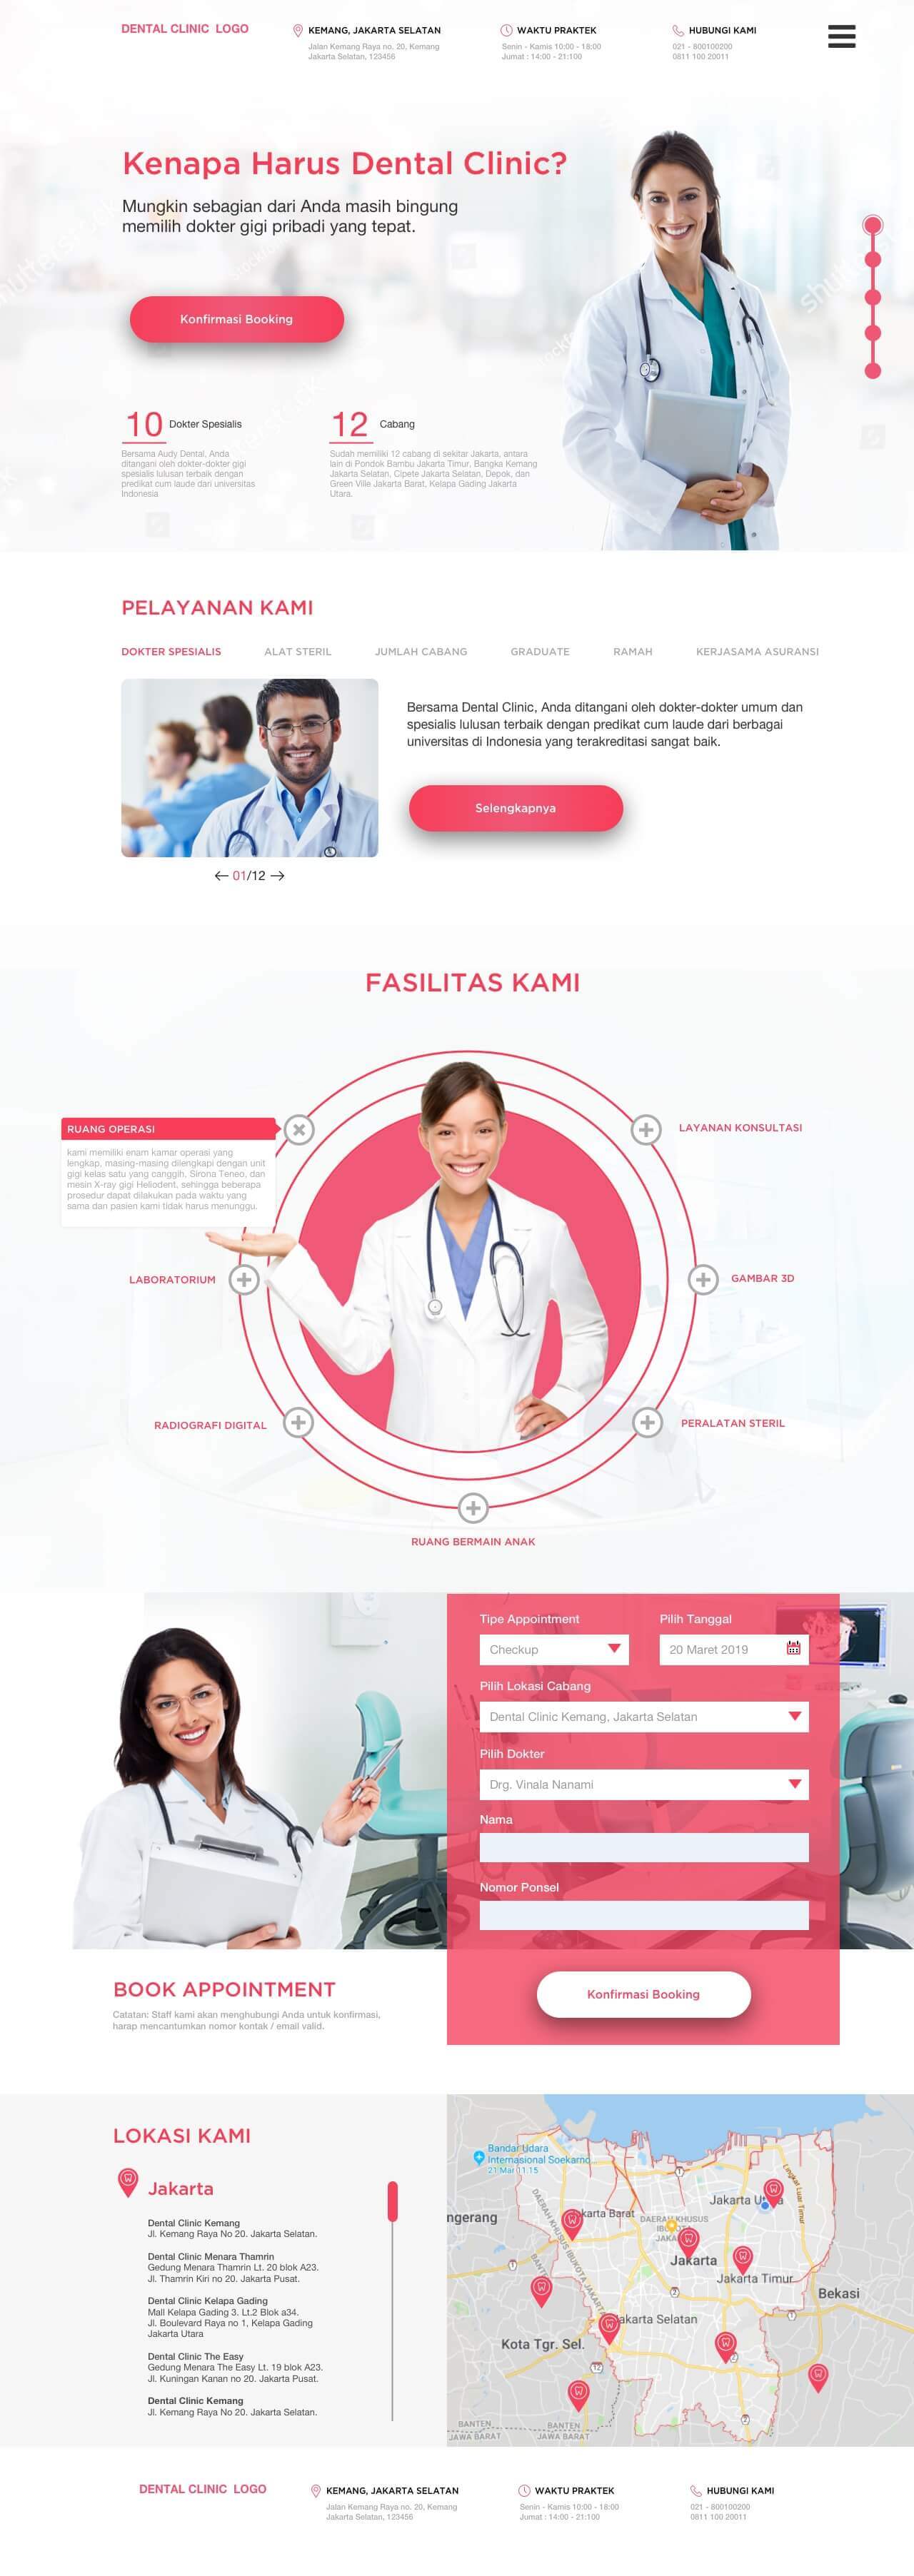 DENTAL CLINIC LOGO
KEMANG, JAKARTA SELATAN
Jalan Kemang Raya no. 20, Kemang
Jakarta Selatan, 123456
WAKTU PRAKTEK
Senin - Kamis 10:00 - 18:00
Jumat : 14:00 - 21:100
HUBUNGI KAMI
021 - 800100200
0811 100 20011
Kenapa Harus Dental Clinic?
Mungkin sebagian dari Anda masih bingung
memilih dokter gigi pribadi yang tepat.
Konfirmasi Booking
10 Dokter Spesialis
Bersama Audy Dental, Anda
ditangani oleh dokter-dokter gigi
spesialis lulusan terbaik dengan
predikat cum laude dari universitas
Indonesia
12 Cabang
Sudah memiliki 12 cabang di sekitar Jakarta, antara
lain di Pondok Bambu Jakarta Timur, Bangka Kemang
Jakarta Selatan, Cipete Jakarta Selatan, Depok, dan
Green Ville Jakarta Barat, Kelapa Gading Jakarta
Utara.
PELAYANAN KAMI
DOKTER SPESIALIS
ALAT STERIL
JUMLAH CABANG
GRADUATE
RAMAH
KERJASAMA ASURANSI
Bersama Dental Clinic, Anda ditangani oleh dokter-dokter umum dan
spesialis lulusan terbaik dengan predikat cum laude dari berbagai
universitas di Indonesia yang terakreditasi sangat baik.
Selengkapnya
← 01/12 →
FASILITAS KAMI
RUANG OPERASI
kami memiliki enam kamar operasi yang
lengkap, masing-masing dilengkapi dengan unit
gigi kelas satu yang canggih, Sirona Teneo, dan
mesin X-ray gigi Heliodent, sehingga beberapa
prosedur dapat dilakukan pada waktu yang
sama dan pasien kami tidak harus menunggu.
LAYANAN KONSULTASI
LABORATORIUM
GAMBAR 3D
RADIOGRAFI DIGITAL
PERALATAN STERIL
RUANG BERMAIN ANAK
Tipe Appointment
Checkup
Pilih Tanggal
20 Maret 2019
Pilih Lokasi Cabang
Dental Clinic Kemang, Jakarta Selatan
Pilih Dokter
Drg. Vinala Nanami
Nama
Nomor Ponsel
Konfirmasi Booking
BOOK APPOINTMENT
Catatan: Staff kami akan menghubungi Anda untuk konfirmasi,
harap mencantumkan nomor kontak / email valid.
LOKASI KAMI
Jakarta
Dental Clinic Kemang
Jl. Kemang Raya No 20. Jakarta Selatan.
Dental Clinic Menara Thamrin
Gedung Menara Thamrin Lt. 20 blok A23.
Jl. Thamrin Kiri no 20. Jakarta Pusat.
Dental Clinic Kelapa Gading
Mall Kelapa Gading 3. Lt.2 Blok a34.
Jl. Boulevard Raya no 1, Kelapa Gading
Jakarta Utara
Dental Clinic The Easy
Gedung Menara The Easy Lt. 19 blok A23.
Jl. Kuningan Kanan no 20. Jakarta Pusat.
Dental Clinic Kemang
Jl. Kemang Raya No 20. Jakarta Selatan.
Bandar Udara
Internasional Soekarno...
21 Mar 01.15
ngerang
karta Barat
DAERAH KHUSUS
Jakarta
Jakarta Timur
Bekasi
Jakarta Selatan
Kota Tgr. Sel.
BANTEN
JAWA BARAT
BANTEN
JAWA BARAT
DENTAL CLINIC LOGO
KEMANG, JAKARTA SELATAN
Jalan Kemang Raya no. 20, Kemang
Jakarta Selatan, 123456
WAKTU PRAKTEK
Senin - Kamis 10:00 - 18:00
Jumat : 14:00 - 21:100
HUBUNGI KAMI
021 - 800100200
0811 100 20011